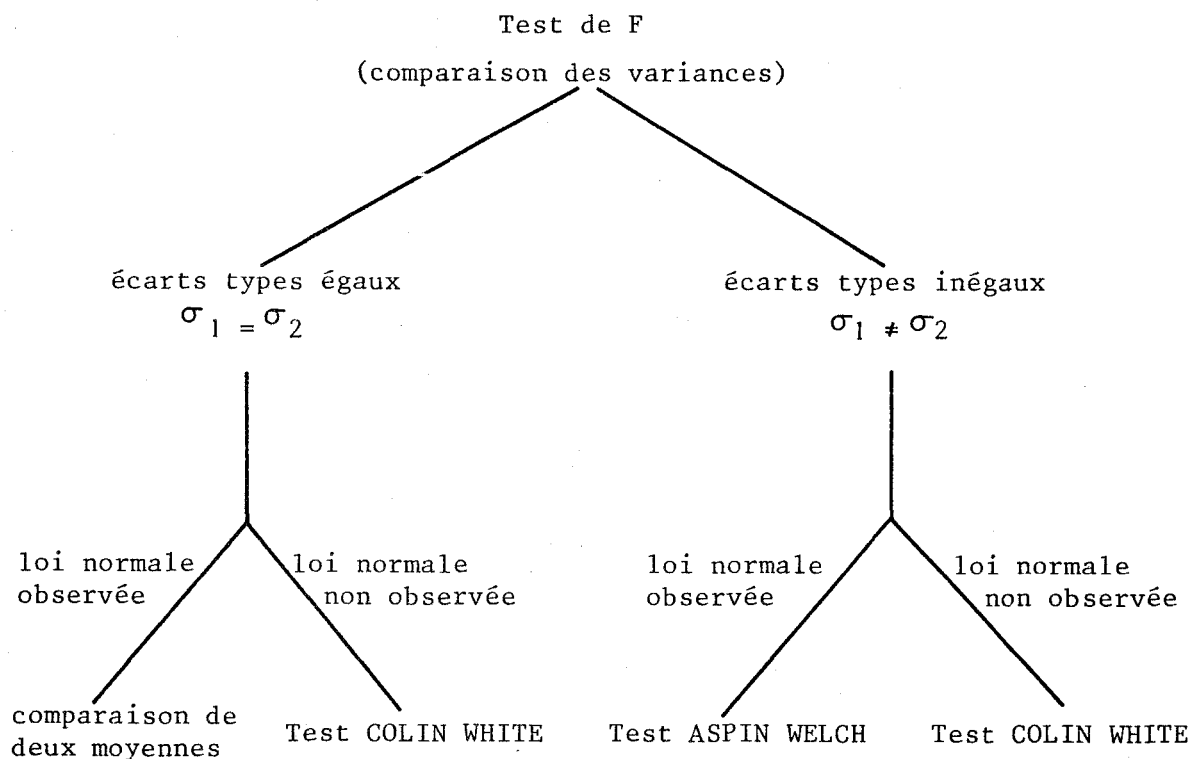 Test de F
(comparaison des variances)
écarts types égaux
σ1 = σ2
écarts types inégaux
σ1 ≠ σ2
loi normale
observée
loi normale
non observée
loi normale
observée
loi normale
non observée
comparaison de
deux moyennes
Test COLIN WHITE
Test ASPIN WELCH
Test COLIN WHITE